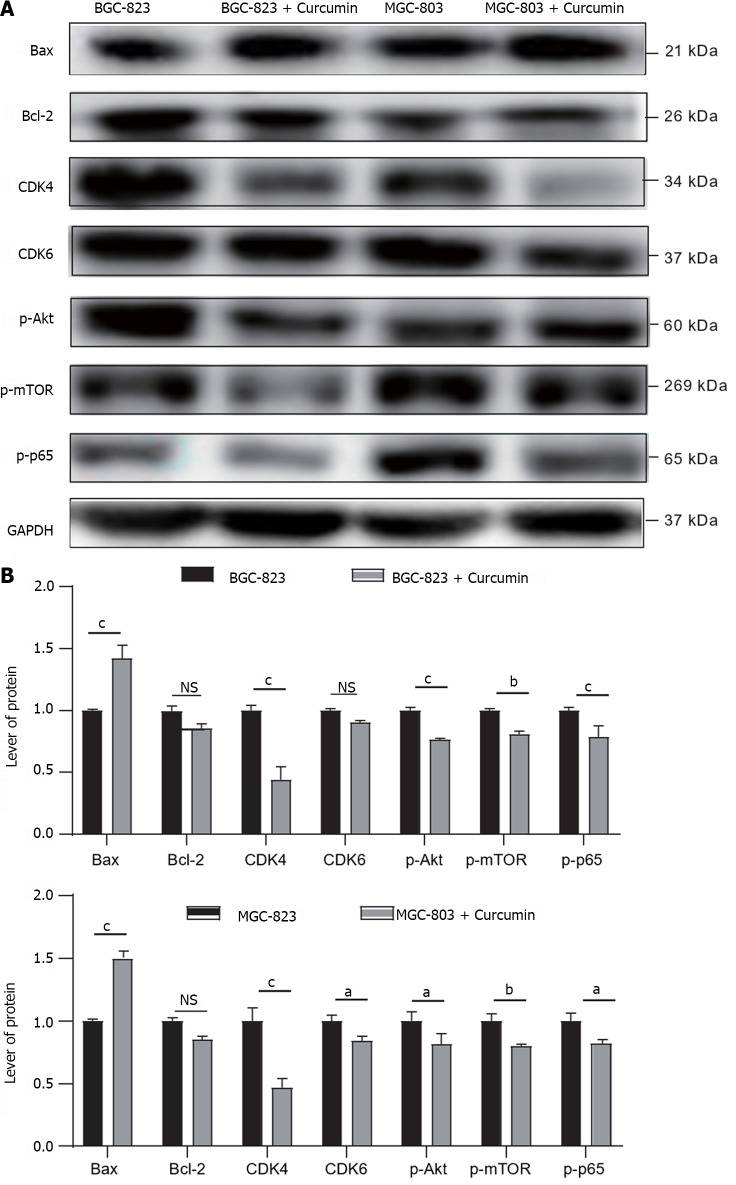 A BGC-823 BGC-823 + Curcumin MGC-803 MGC-803 + Curcumin
Bax 21 kDa
Bcl-2 26 kDa
CDK4 34 kDa
CDK6 37 kDa
p-Akt 60 kDa
p-mTOR 269 kDa
p-p65 65 kDa
GAPDH 37 kDa
B BGC-823 BGC-823 + Curcumin
2.0
1.5
1.0
0.5
0.0
Lever of protein
c NS c NS c b c
Bax Bcl-2 CDK4 CDK6 p-Akt p-mTOR p-p65
MGC-823 MGC-803 + Curcumin
2.0
1.5
1.0
0.5
0.0
Lever of protein
c NS c a a b a
Bax Bcl-2 CDK4 CDK6 p-Akt p-mTOR p-p65